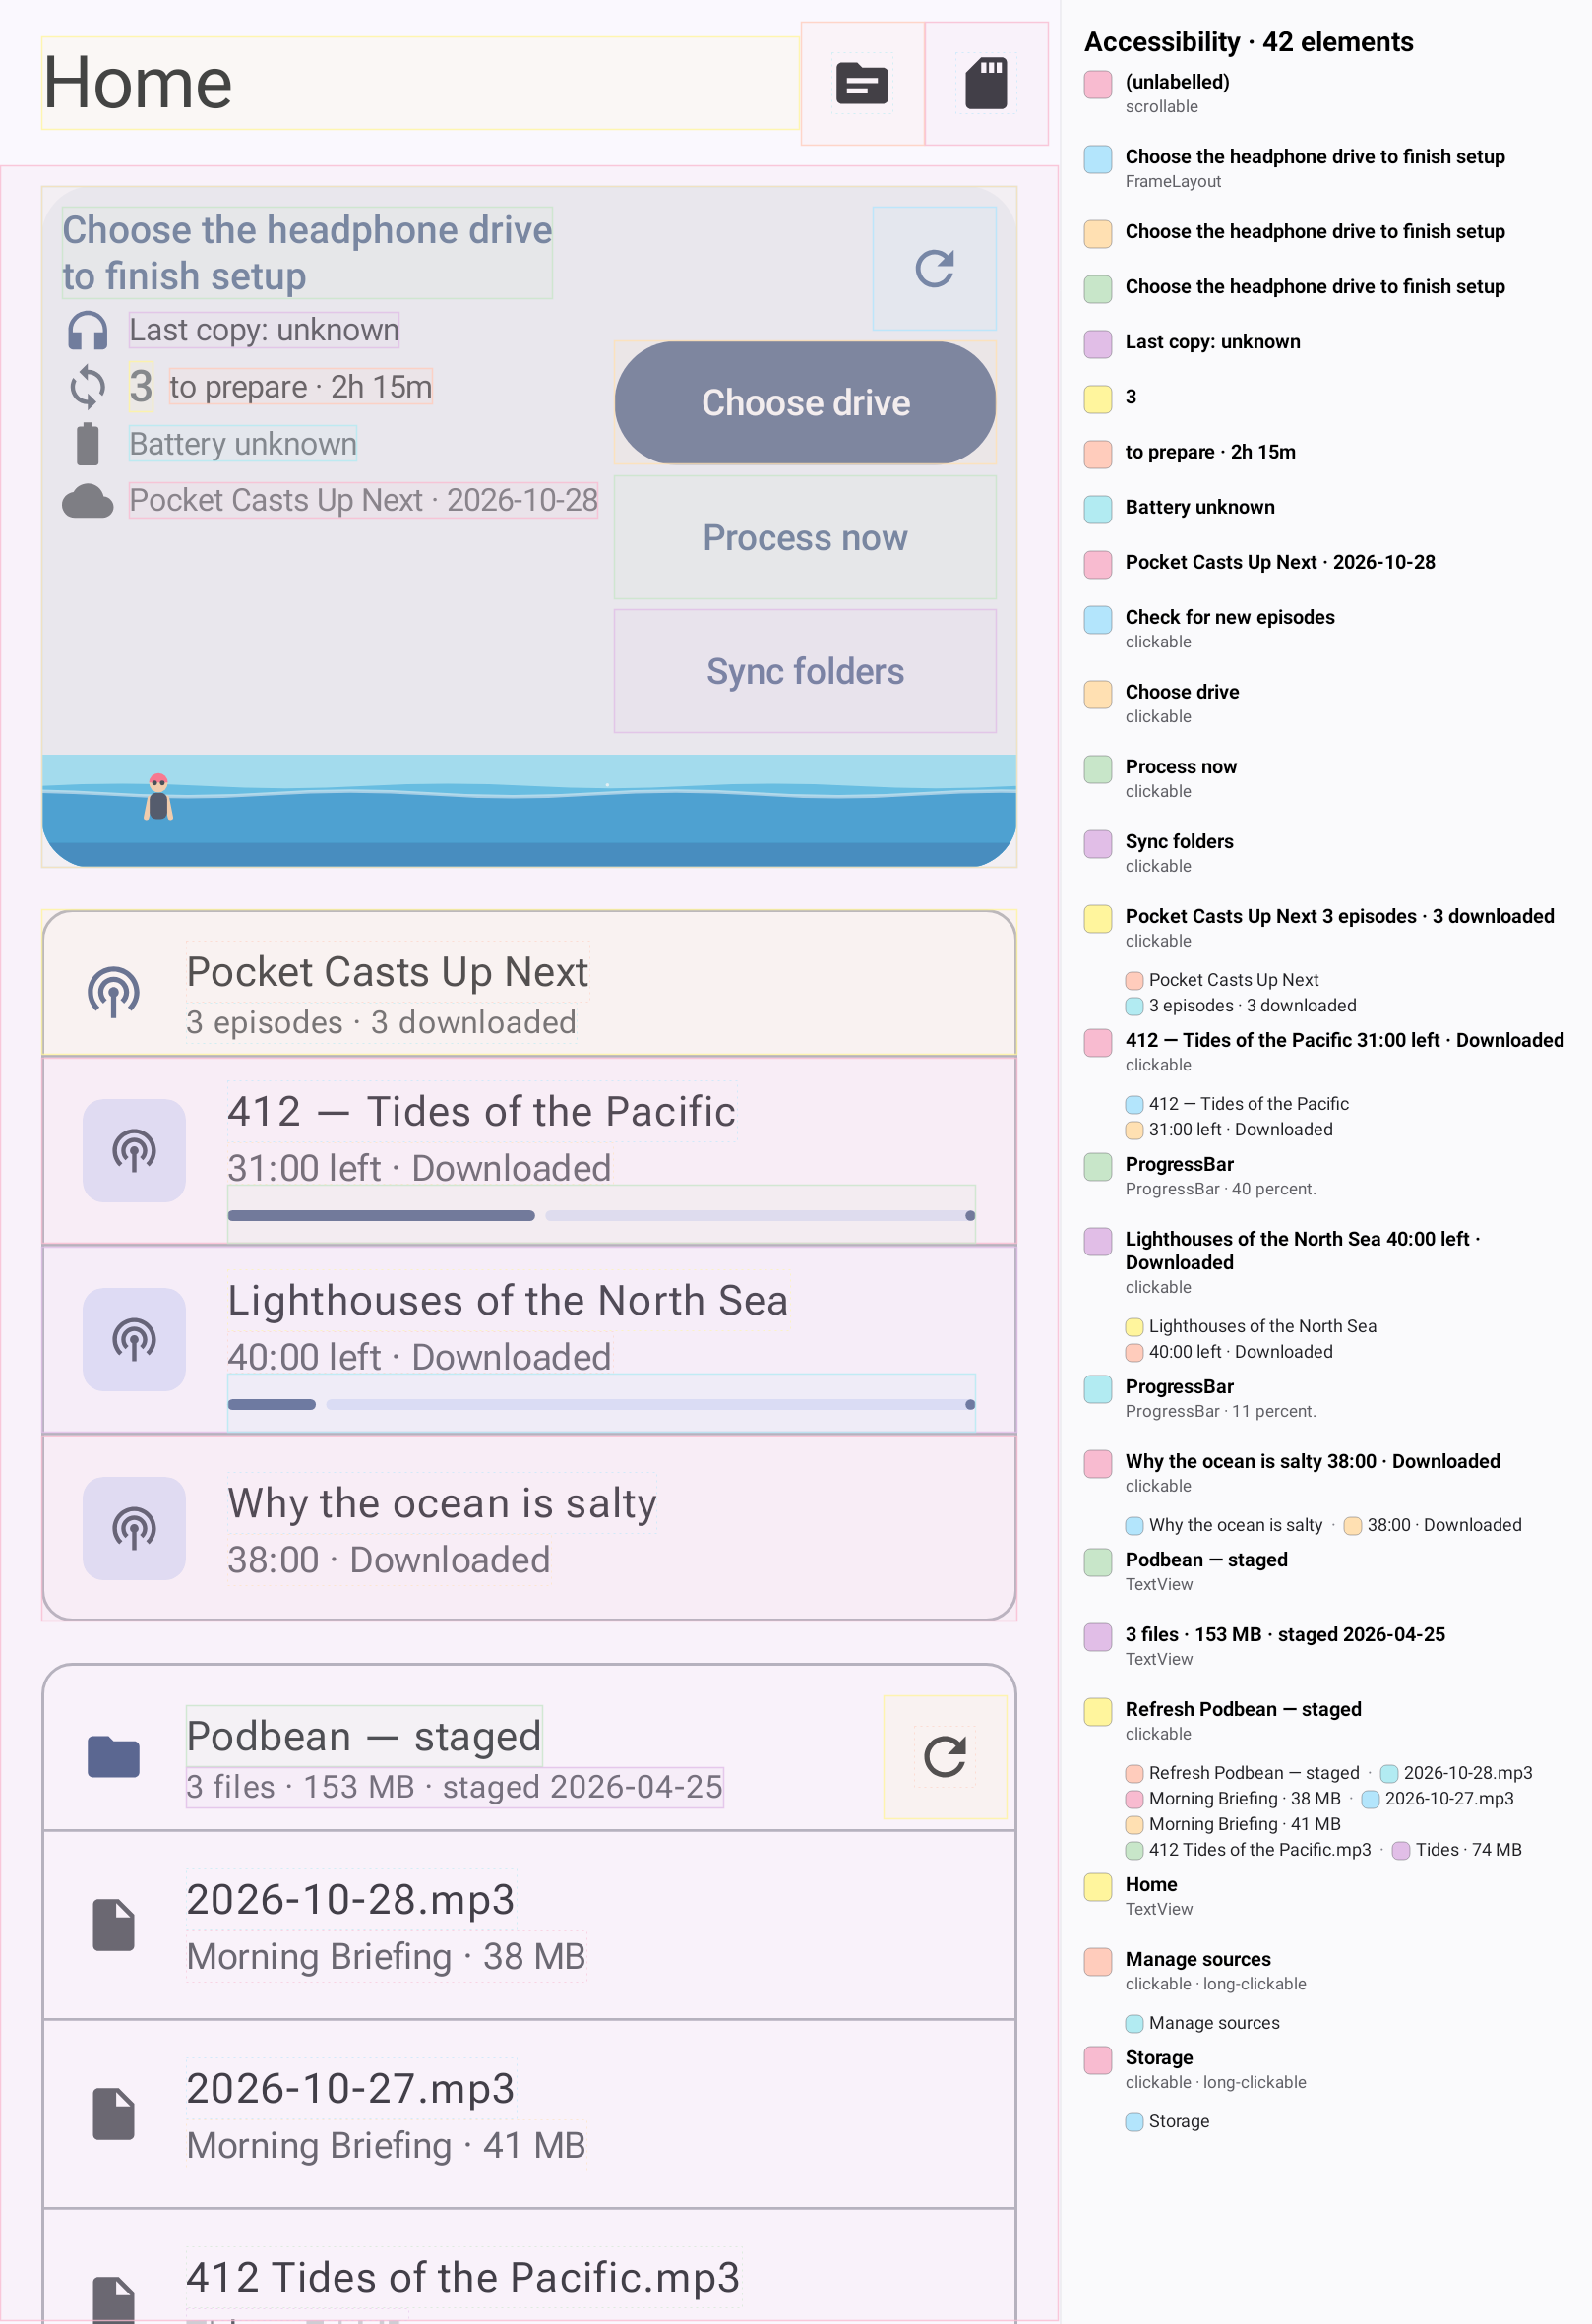 Home
Choose the headphone drive
to finish setup
Last copy: unknown
3 to prepare · 2h 15m
Battery unknown
Pocket Casts Up Next · 2026-10-28
Choose drive
Process now
Sync folders
Pocket Casts Up Next
3 episodes · 3 downloaded
412 — Tides of the Pacific
31:00 left · Downloaded
Lighthouses of the North Sea
40:00 left · Downloaded
Why the ocean is salty
38:00 · Downloaded
Podbean — staged
3 files · 153 MB · staged 2026-04-25
2026-10-28.mp3
Morning Briefing · 38 MB
2026-10-27.mp3
Morning Briefing · 41 MB
412 Tides of the Pacific.mp3
Accessibility · 42 elements
(unlabelled)
scrollable
Choose the headphone drive to finish setup
FrameLayout
Choose the headphone drive to finish setup
Choose the headphone drive to finish setup
Last copy: unknown
3
to prepare · 2h 15m
Battery unknown
Pocket Casts Up Next · 2026-10-28
Check for new episodes
clickable
Choose drive
clickable
Process now
clickable
Sync folders
clickable
Pocket Casts Up Next 3 episodes · 3 downloaded
clickable
Pocket Casts Up Next
3 episodes · 3 downloaded
412 — Tides of the Pacific 31:00 left · Downloaded
clickable
412 — Tides of the Pacific
31:00 left · Downloaded
ProgressBar
ProgressBar · 40 percent.
Lighthouses of the North Sea 40:00 left ·
Downloaded
clickable
Lighthouses of the North Sea
40:00 left · Downloaded
ProgressBar
ProgressBar · 11 percent.
Why the ocean is salty 38:00 · Downloaded
clickable
Why the ocean is salty · 38:00 · Downloaded
Podbean — staged
TextView
3 files · 153 MB · staged 2026-04-25
TextView
Refresh Podbean — staged
clickable
Refresh Podbean — staged · 2026-10-28.mp3
Morning Briefing · 38 MB · 2026-10-27.mp3
Morning Briefing · 41 MB
412 Tides of the Pacific.mp3 · Tides · 74 MB
Home
TextView
Manage sources
clickable · long-clickable
Manage sources
Storage
clickable · long-clickable
Storage